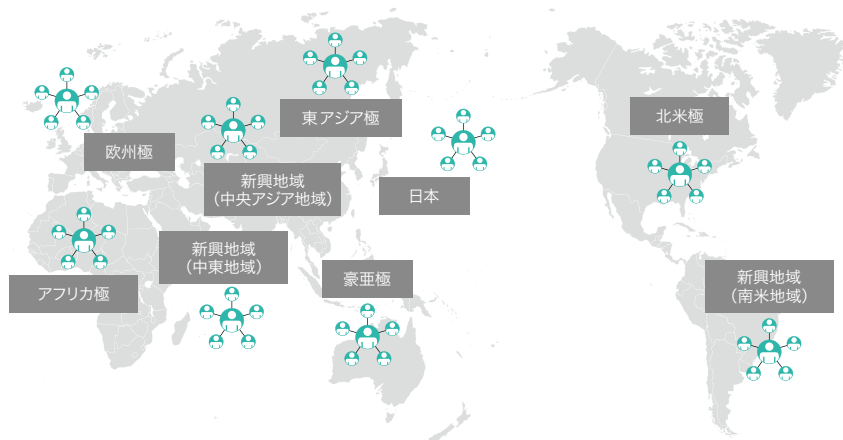 東アジア極
北米極
欧州極
新興地域
（中央アジア地域）
日本
新興地域
（中東地域）
豪亜極
アフリカ極
新興地域
（南米地域）